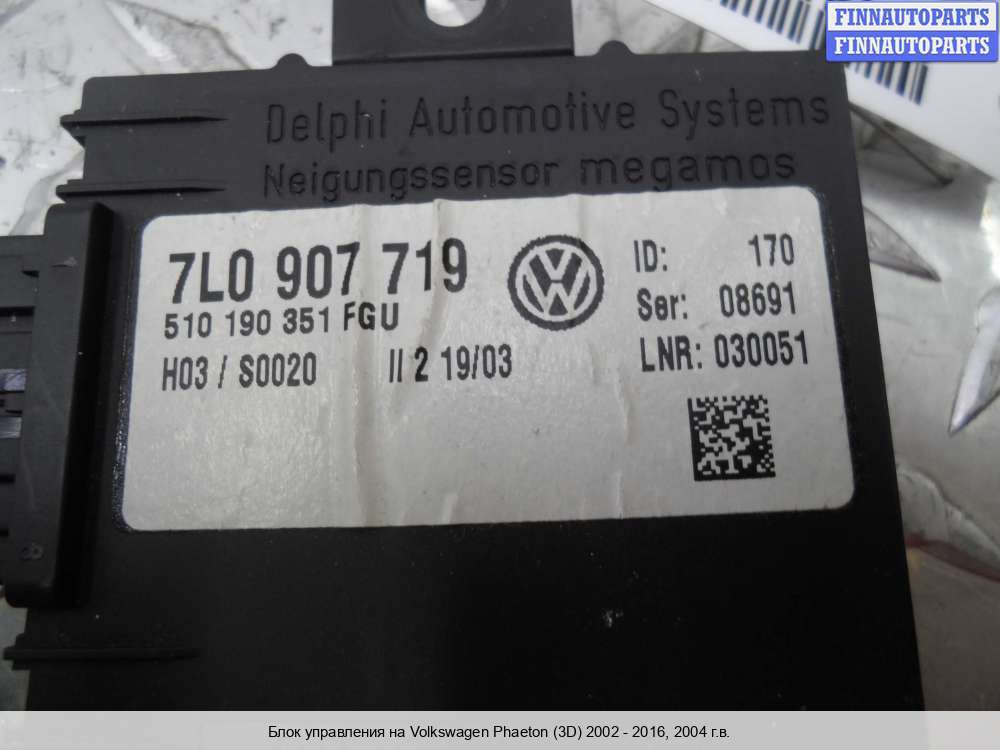 FINNAUTOPARTS
FINNAUTOPARTS
Delphi Automotive Systems
Neigungssensor megamos
7L0 907 719
510 190 351 FGU
H03 / S0020 II 2 19/03
ID: 170
Ser: 08691
LNR: 030051
8
Блок управления на Volkswagen Phaeton (3D) 2002 - 2016, 2004 г.в.